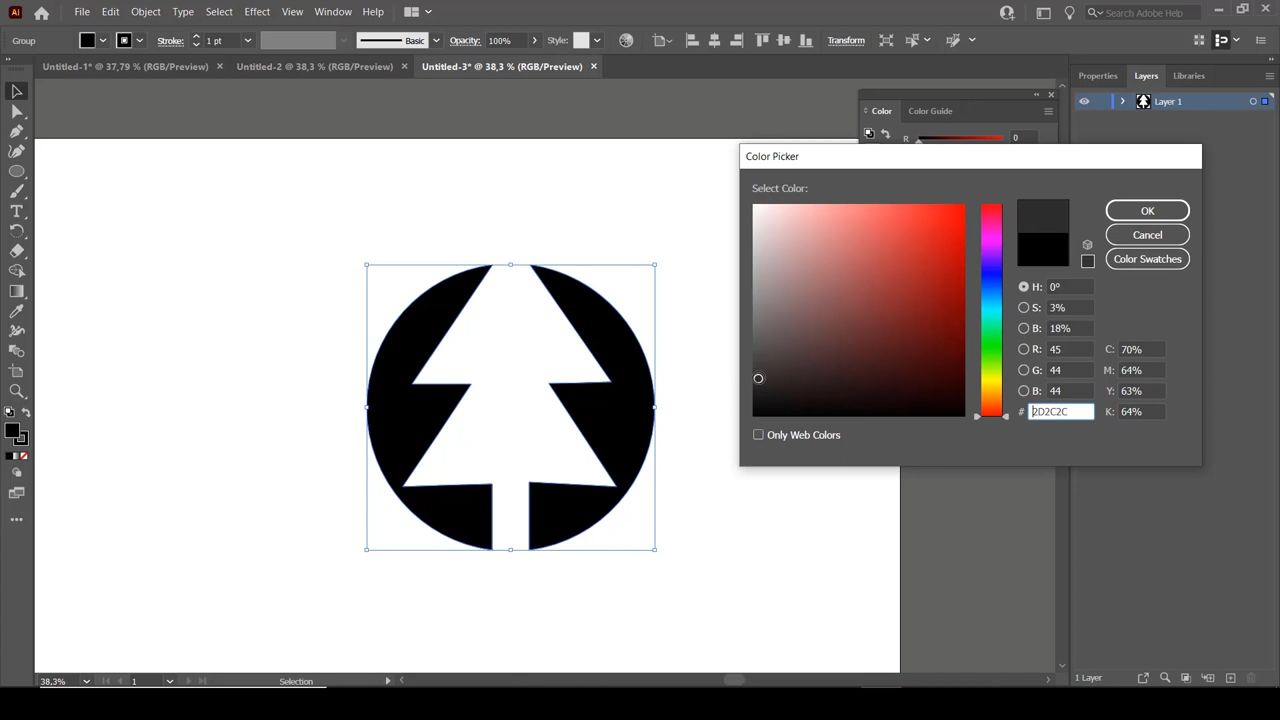 Ai File Edit Object Type Select Effect View Window Help Search Adobe Help
Group Stroke: 1 pt Basic Opacity: 100% Style: Transform
Untitled-1* @ 37,79 % (RGB/Preview) × Untitled-2 @ 38,3 % (RGB/Preview) × Untitled-3* @ 38,3 % (RGB/Preview) ×
Properties Layers Libraries
Layer 1
Color Color Guide
R 0
Color Picker
Select Color:
OK
Cancel
Color Swatches
H: 0º
S: 3%
B: 18%
R: 45 C: 70%
G: 44 M: 64%
B: 44 Y: 63%
# 2D2C2C K: 64%
Only Web Colors
38,3% 1 Selection
1 Layer